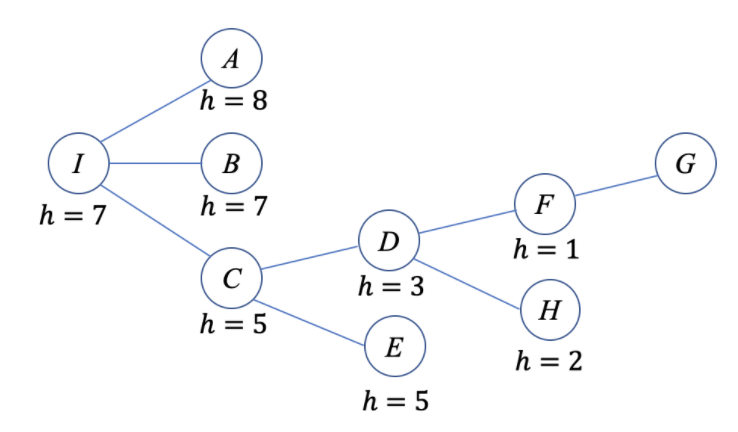 A
h = 8
I
h = 7
B
h = 7
G
F
h = 1
D
h = 3
C
h = 5
H
h = 2
E
h = 5